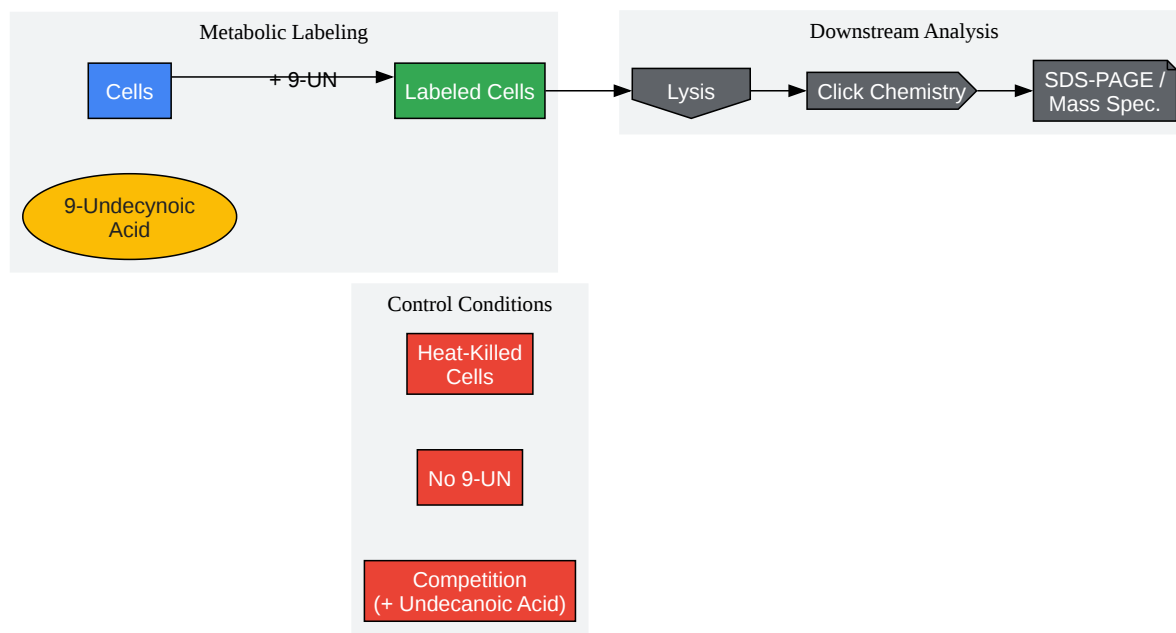 Metabolic Labeling
Cells
+ 9-UN
Labeled Cells
9-Undecynoic
Acid
Downstream Analysis
Lysis
Click Chemistry
SDS-PAGE /
Mass Spec.
Control Conditions
Heat-Killed
Cells
No 9-UN
Competition
(+ Undecanoic Acid)